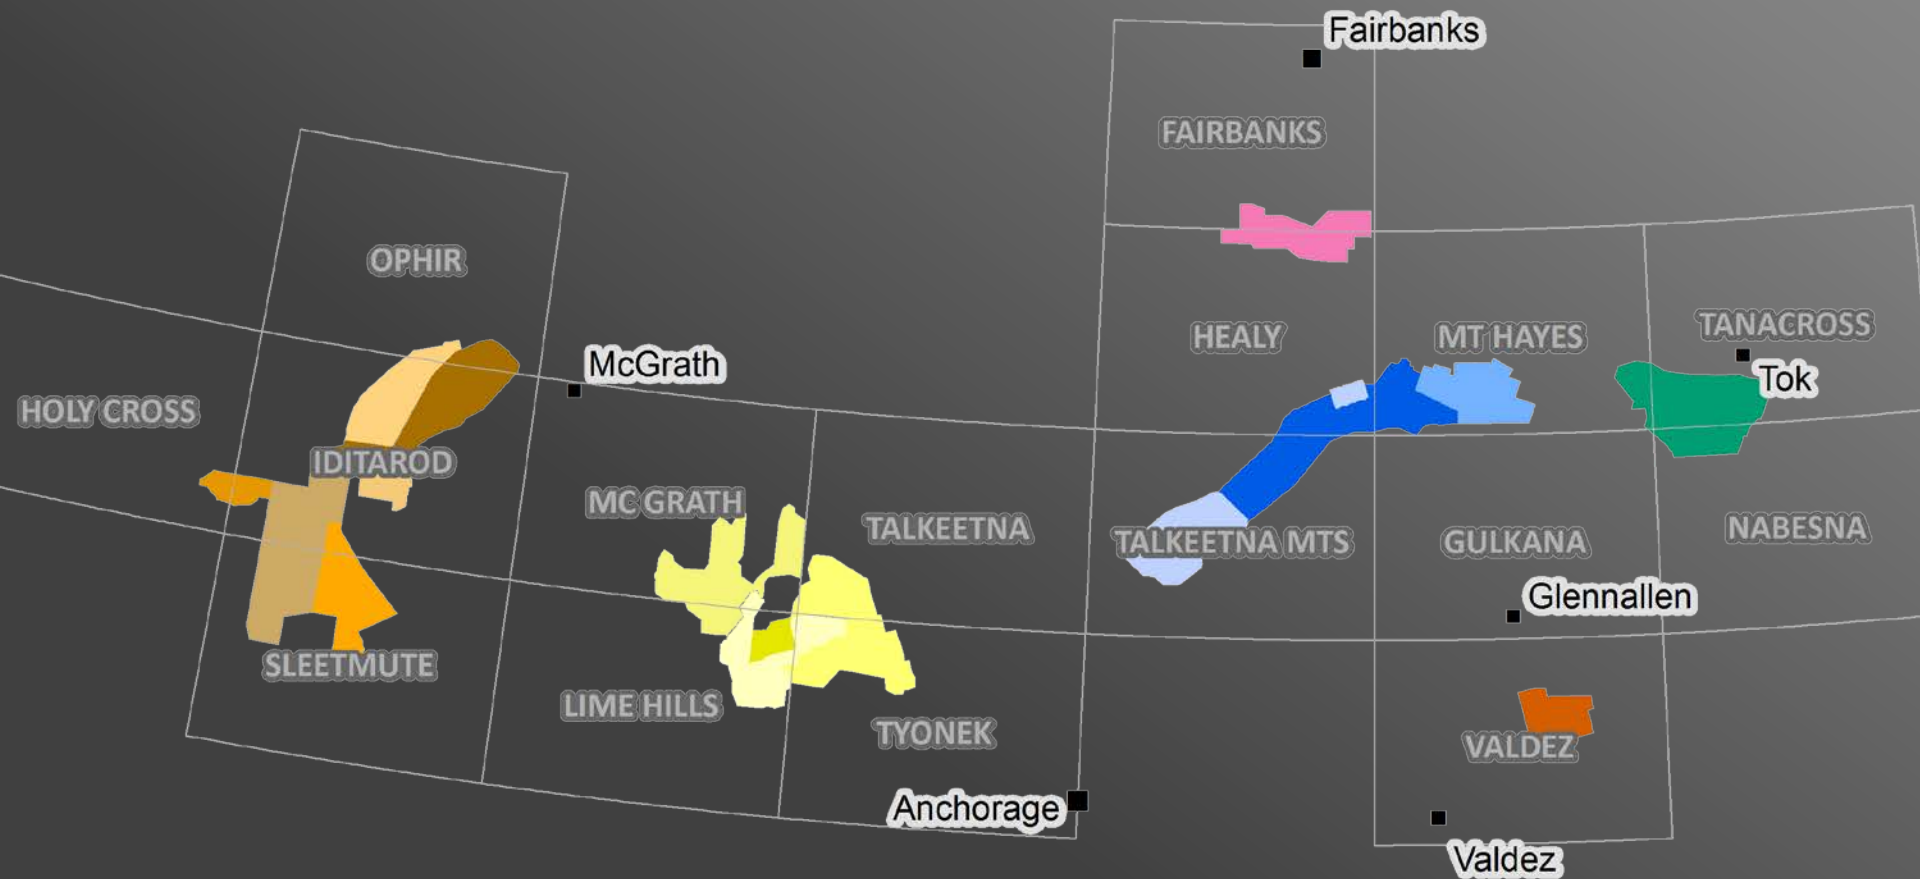 Fairbanks
FAIRBANKS
OPHIR
TANACROSS
HEALY
MT HAYES
McGrath
Tok
HOLY CROSS
IDITAROD
MC GRATH
TALKEETNA
TALKEETNA MTS
GULKANA
NABESNA
Glennallen
SLEETMUTE
LIME HILLS
TYONEK
VALDEZ
Anchorage
Valdez